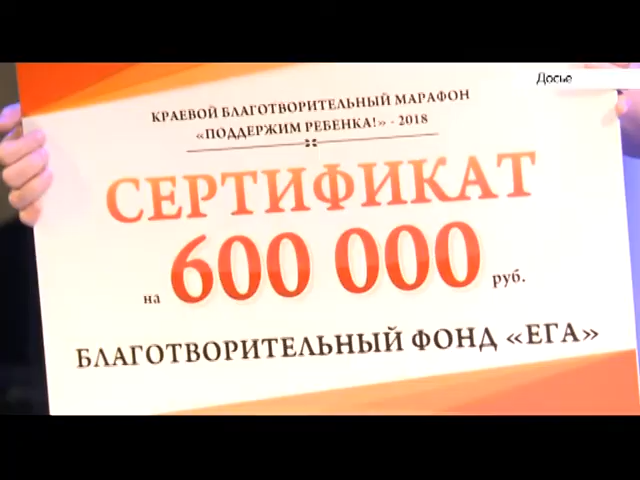 Досье
КРАЕВОЙ БЛАГОТВОРИТЕЛЬНЫЙ МАРАФОН
«ПОДДЕРЖИМ РЕБЕНКА!» - 2018
СЕРТИФИКАТ
на 600 000 руб.
БЛАГОТВОРИТЕЛЬНЫЙ ФОНД «ЕГА»